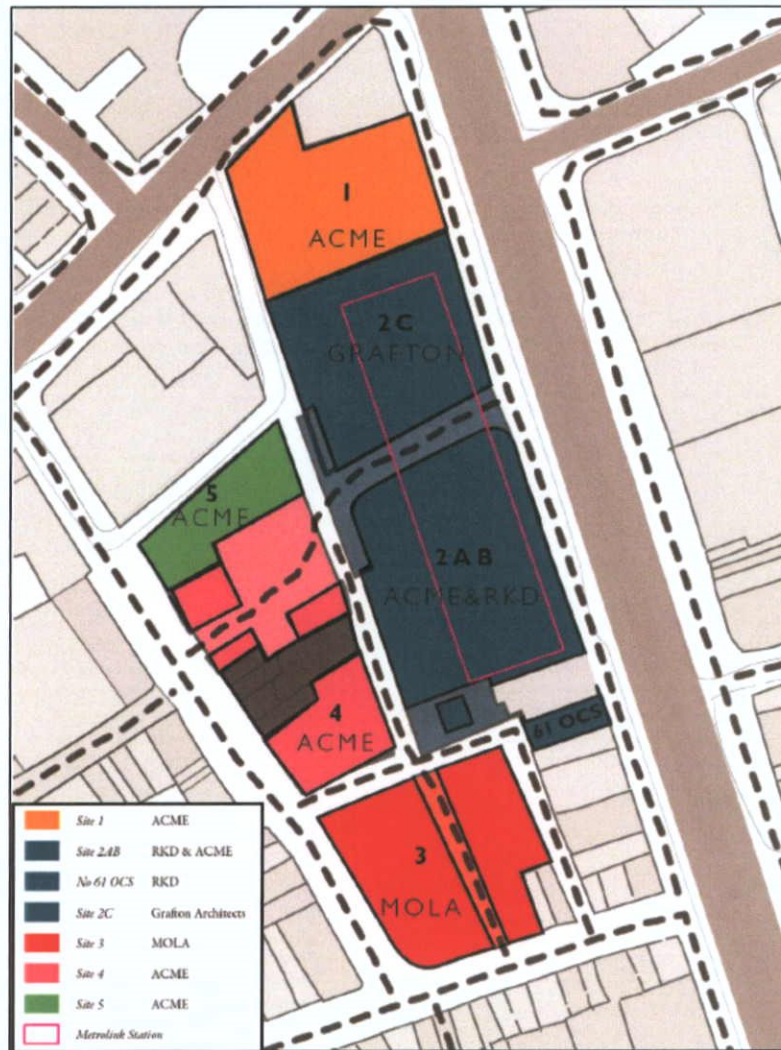 1
ACME
2C
GRAFTON
5
ACME
2AB
ACME&RKD
61 OCS
4
ACME
3
MOLA
Site 1 ACME
Site 2AB RKD & ACME
No 61 OCS RKD
Site 2C Grafton Architects
Site 3 MOLA
Site 4 ACME
Site 5 ACME
Metrolink Station